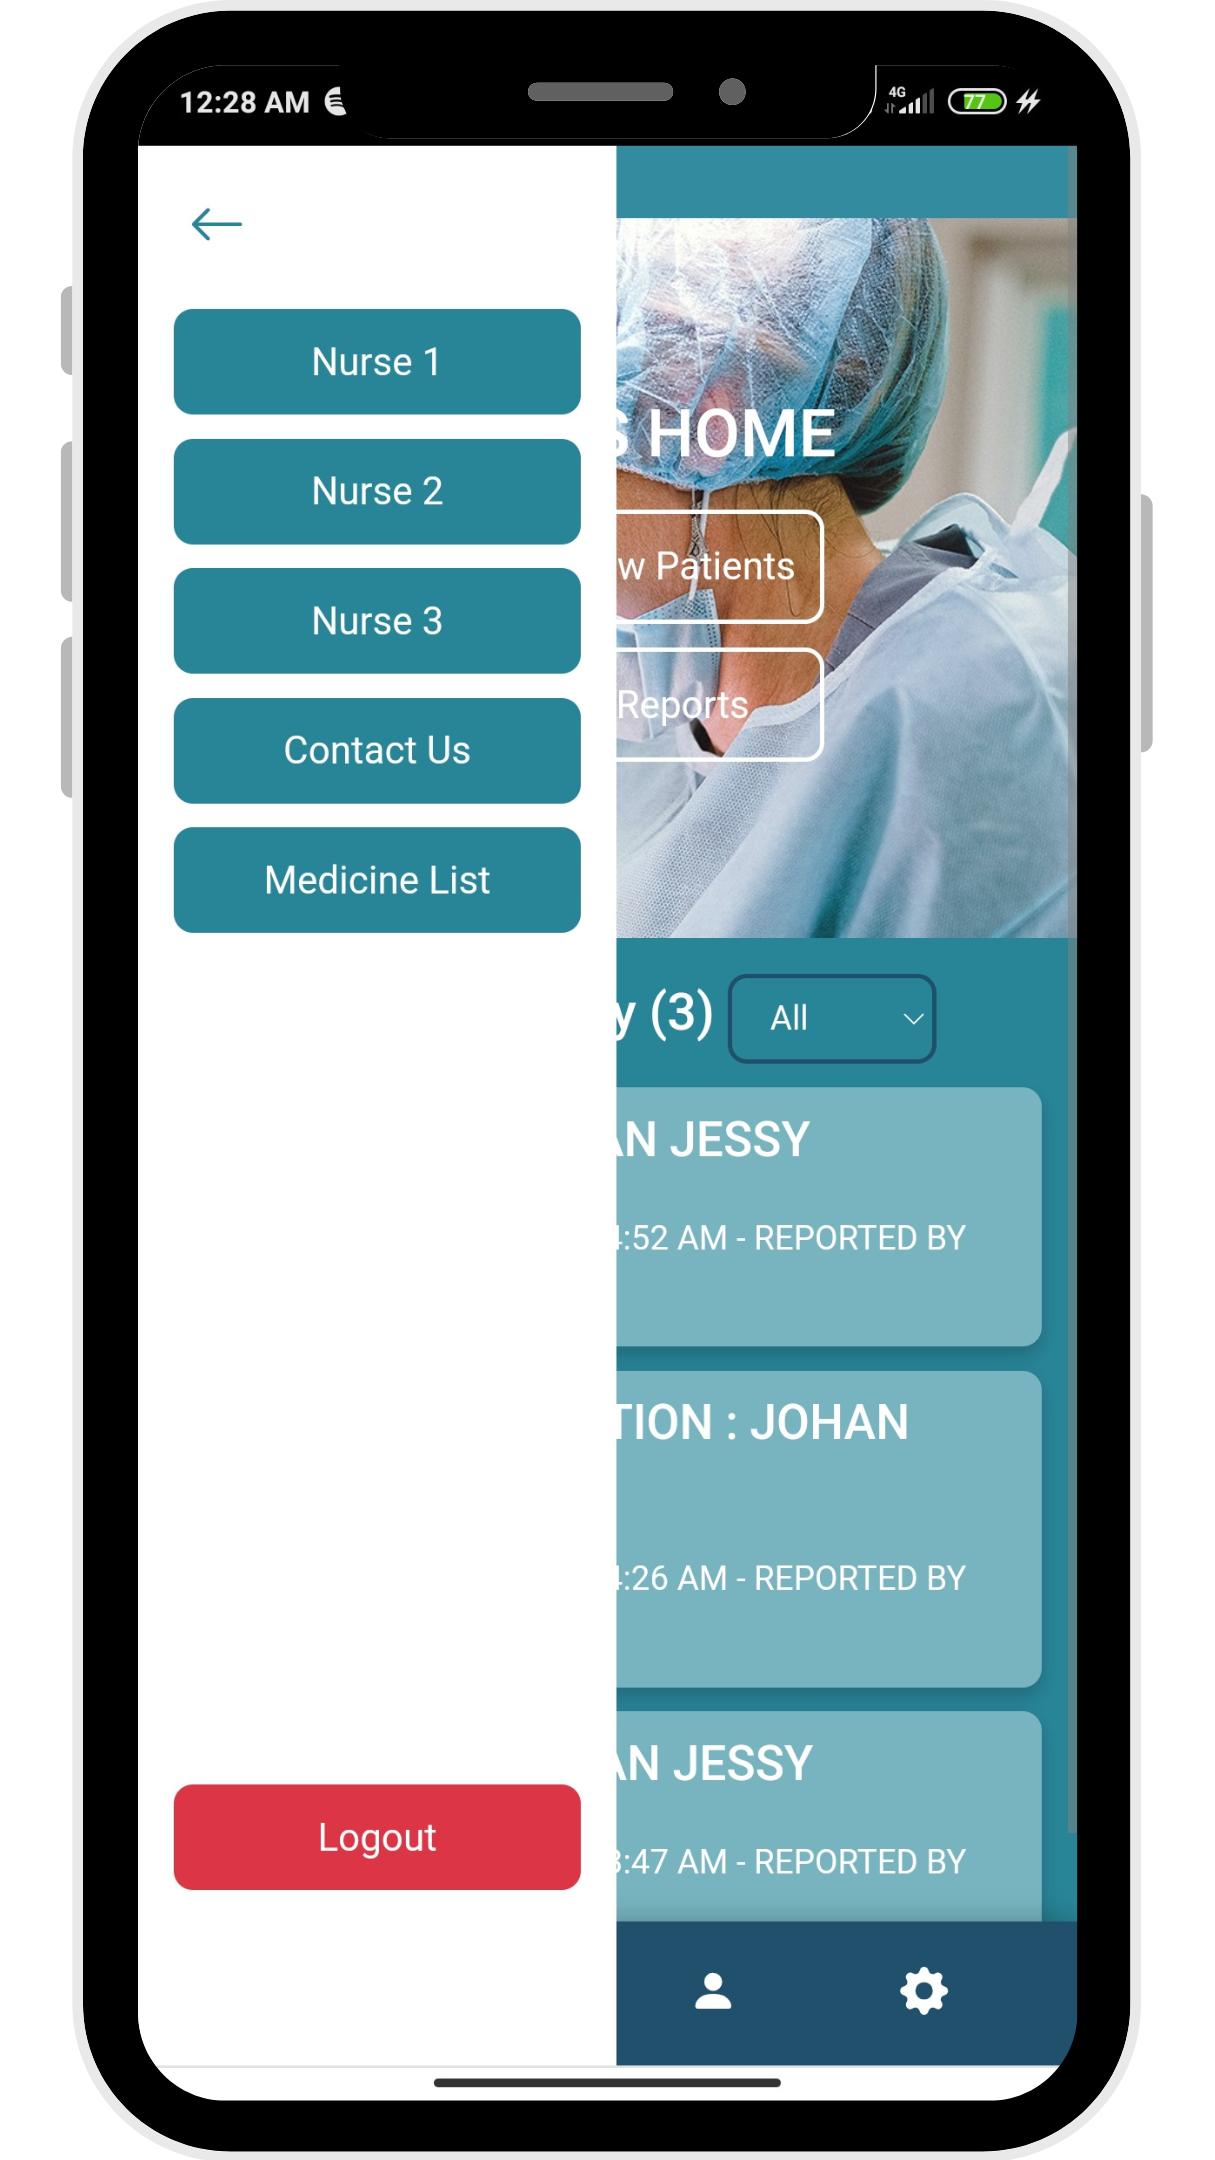 12:28 AM
4G
77
Nurse 1
Nurse 2
Nurse 3
Contact Us
Medicine List
Logout
HOME
Patients
Reports
(3)
All
JESSY
:52 AM - REPORTED BY
: JOHAN
:26 AM - REPORTED BY
JESSY
:47 AM - REPORTED BY